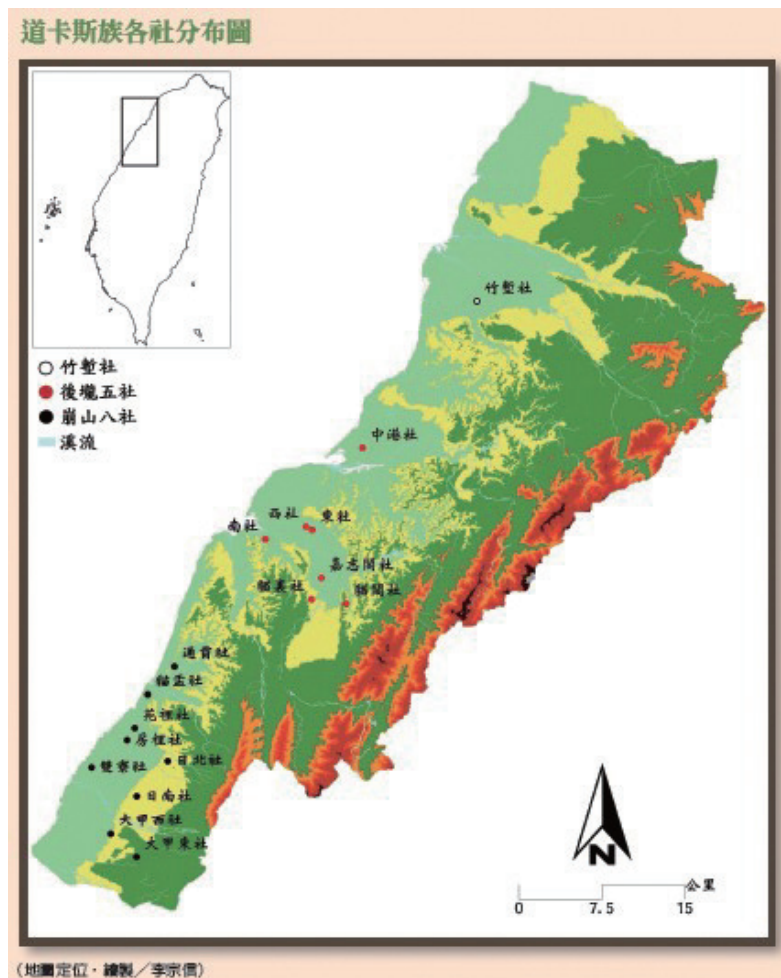 道卡斯族各社分布圖
竹塹社
後壠五社
崩山八社
溪流
竹塹社
中港社
西社
東社
南社
嘉志閣社
貓裏社
貓閣社
通霄社
貓盂社
苑裡社
房裡社
日北社
雙寮社
日南社
大甲西社
大甲東社
N
公里
0 7.5 15
(地圖定位・繪製／李宗信)